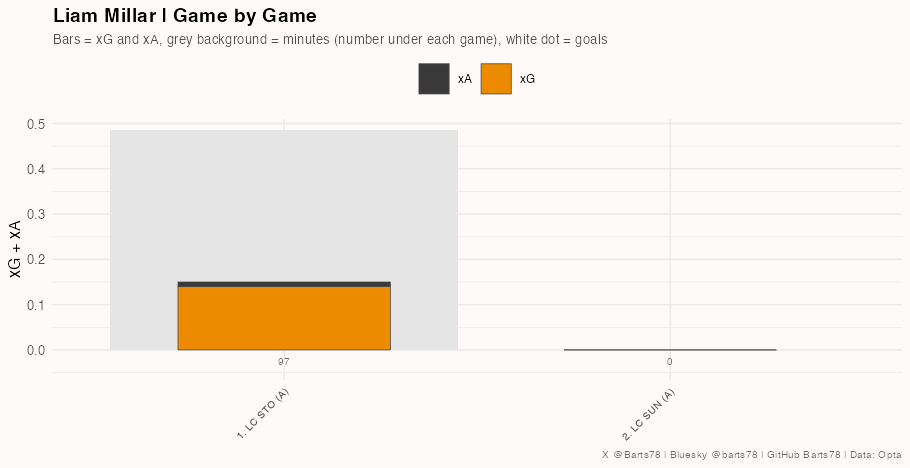 Liam Millar | Game by Game
Bars = xG and xA, grey background = minutes (number under each game), white dot = goals
xA xG
xG + xA
0.5
0.4
0.3
0.2
0.1
0.0
97 0
1. LC STO (A) 2. LC SUN (A)
X @Barts78 | Bluesky @barts78 | GitHub Barts78 | Data: Opta